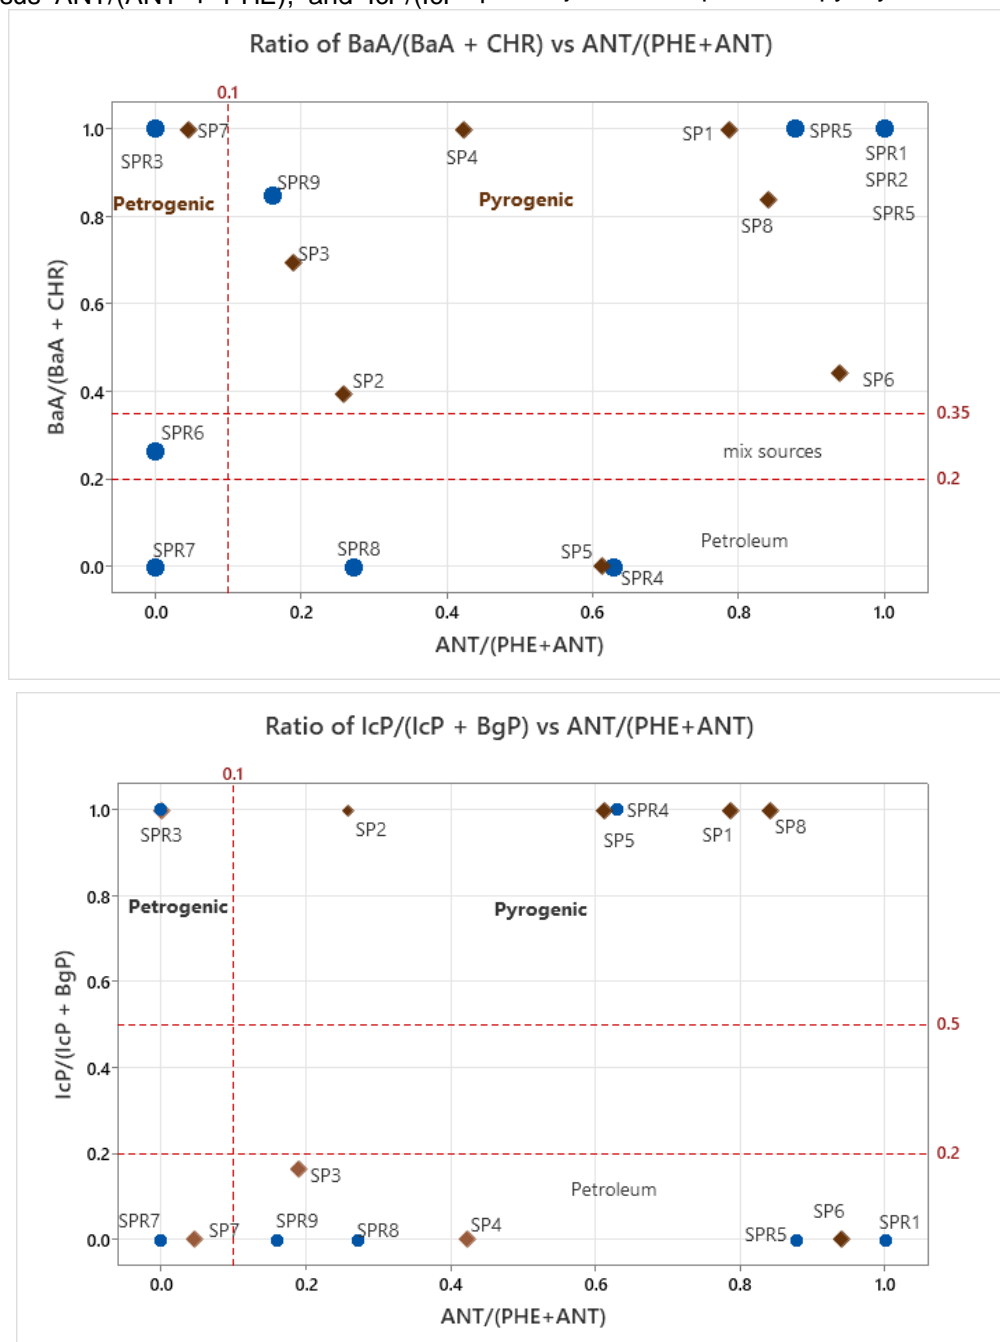 Ratio of BaA/(BaA + CHR) vs ANT/(PHE+ANT)
0.1
1.0
SP7
SP4
SP1
SPR5
SPR3
SPR1
SPR9
SPR2
Petrogenic
Pyrogenic
SPR5
0.8
SP8
SP3
BaA/(BaA + CHR)
0.6
SP2
SP6
0.4
0.35
SPR6
mix sources
0.2
0.2
SPR7
SPR8
SP5
Petroleum
0.0
SPR4
0.0 0.2 0.4 0.6 0.8 1.0
ANT/(PHE+ANT)
Ratio of IcP/(IcP + BgP) vs ANT/(PHE+ANT)
0.1
1.0
SPR3
SP2
SPR4
SP5
SP1
SP8
0.8
Petrogenic
Pyrogenic
IcP/(IcP + BgP)
0.6
0.5
0.4
0.2
0.2
SP3
Petroleum
SPR7
SP7
SPR9
SPR8
SP4
SPR5
SP6
SPR1
0.0
0.0 0.2 0.4 0.6 0.8 1.0
ANT/(PHE+ANT)